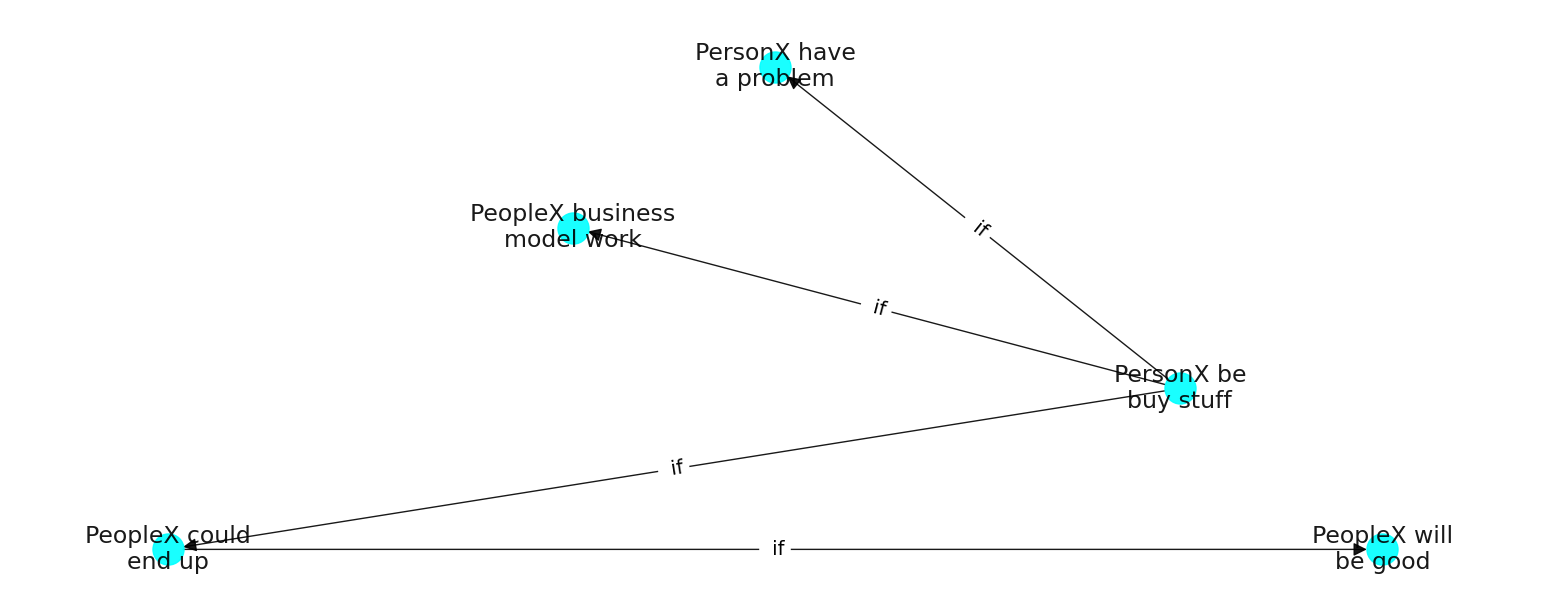 PersonX have
a problem
PeopleX business
model work
if
if
PersonX be
buy stuff
if
PeopleX could
end up
if
PeopleX will
be good